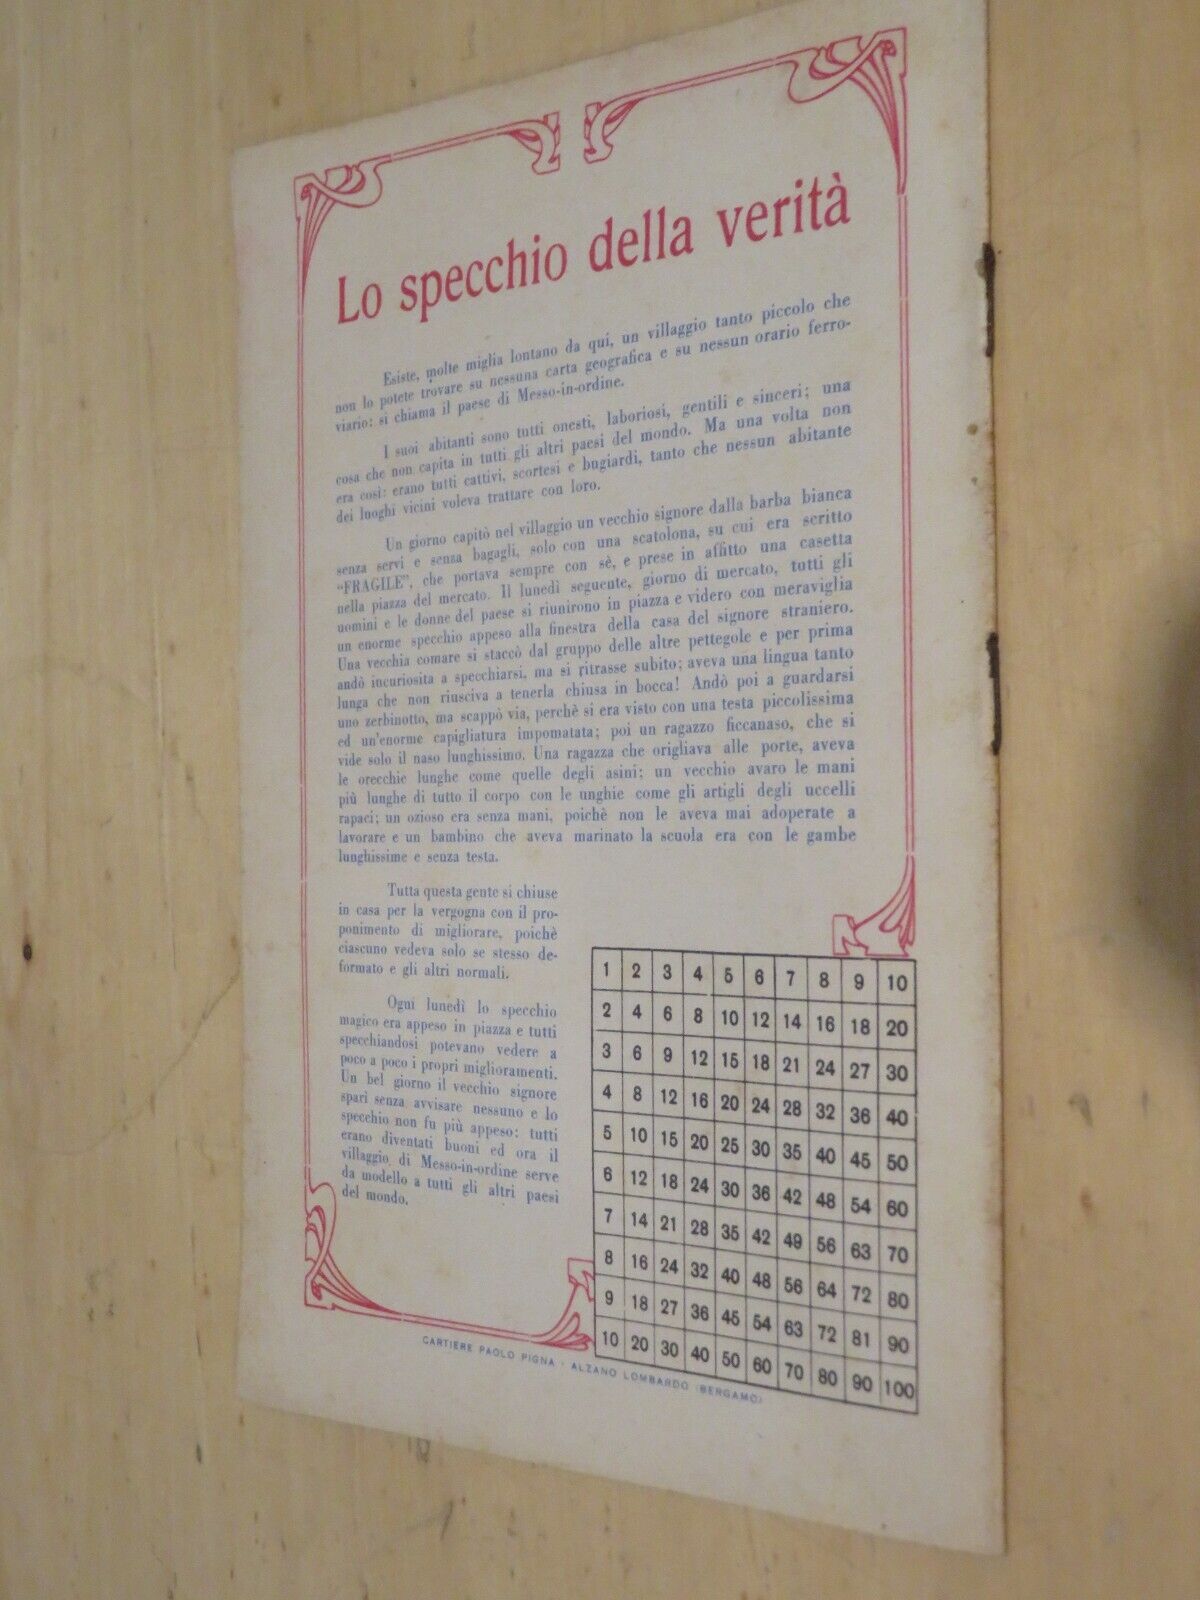 Lo specchio della verità
Esiste, molte miglia lontano da qui, un villaggio tanto piccolo che
non lo potete trovare su nessuna carta geografica e su nessun orario ferro-
viario: si chiama il paese di Messo-in-ordine.
I suoi abitanti sono tutti onesti, laboriosi, gentili e sinceri; una
cosa che non capita in tutti gli altri paesi del mondo. Ma una volta non
era così: erano tutti cattivi, scortesi e bugiardi, tanto che nessun abitante
dei luoghi vicini voleva trattare con loro.
Un giorno capitò nel villaggio un vecchio signore dalla barba bianca
senza servi e senza bagagli, solo con una scatolona, su cui era scritto
“FRAGILE”, che portava sempre con sè, e prese in affitto una casetta
nella piazza del mercato. Il lunedì seguente, giorno di mercato, tutti gli
uomini e le donne del paese si riunirono in piazza e videro con meraviglia
un enorme specchio appeso alla finestra della casa del signore straniero.
Una vecchia comare si staccò dal gruppo delle altre pettegole e per prima
andò incuriosita a specchiarsi, ma si ritrasse subito; aveva una lingua tanto
lunga che non riusciva a tenerla chiusa in bocca! Andò poi a guardarsi
uno zerbinotto, ma scappò via, perchè si era visto con una testa piccolissima
ed un'enorme capigliatura impomatata; poi un ragazzo ficcanaso, che si
vide solo il naso lunghissimo. Una ragazza che origliava alle porte, aveva
le orecchie lunghe come quelle degli asini; un vecchio avaro le mani
più lunghe di tutto il corpo con le unghie come gli artigli degli uccelli
rapaci; un ozioso era senza mani, poichè non le aveva mai adoperate a
lavorare e un bambino che aveva marinato la scuola era con le gambe
lunghissime e senza testa.
Tutta questa gente si chiuse
in casa per la vergogna con il pro-
ponimento di migliorare, poichè
ciascuno vedeva solo se stesso de-
formato e gli altri normali.
Ogni lunedì lo specchio
magico era appeso in piazza e tutti
specchiandosi potevano vedere a
poco a poco i propri miglioramenti.
Un bel giorno il vecchio signore
sparì senza avvisare nessuno e lo
specchio non fu più appeso: tutti
erano diventati buoni ed ora il
villaggio di Messo-in-ordine serve
da modello a tutti gli altri paesi
del mondo.
1 2 3 4 5 6 7 8 9 10
2 4 6 8 10 12 14 16 18 20
3 6 9 12 15 18 21 24 27 30
4 8 12 16 20 24 28 32 36 40
5 10 15 20 25 30 35 40 45 50
6 12 18 24 30 36 42 48 54 60
7 14 21 28 35 42 49 56 63 70
8 16 24 32 40 48 56 64 72 80
9 18 27 36 45 54 63 72 81 90
10 20 30 40 50 60 70 80 90 100
CARTIERE PAOLO PIGNA - ALZANO LOMBARDO (BERGAMO)